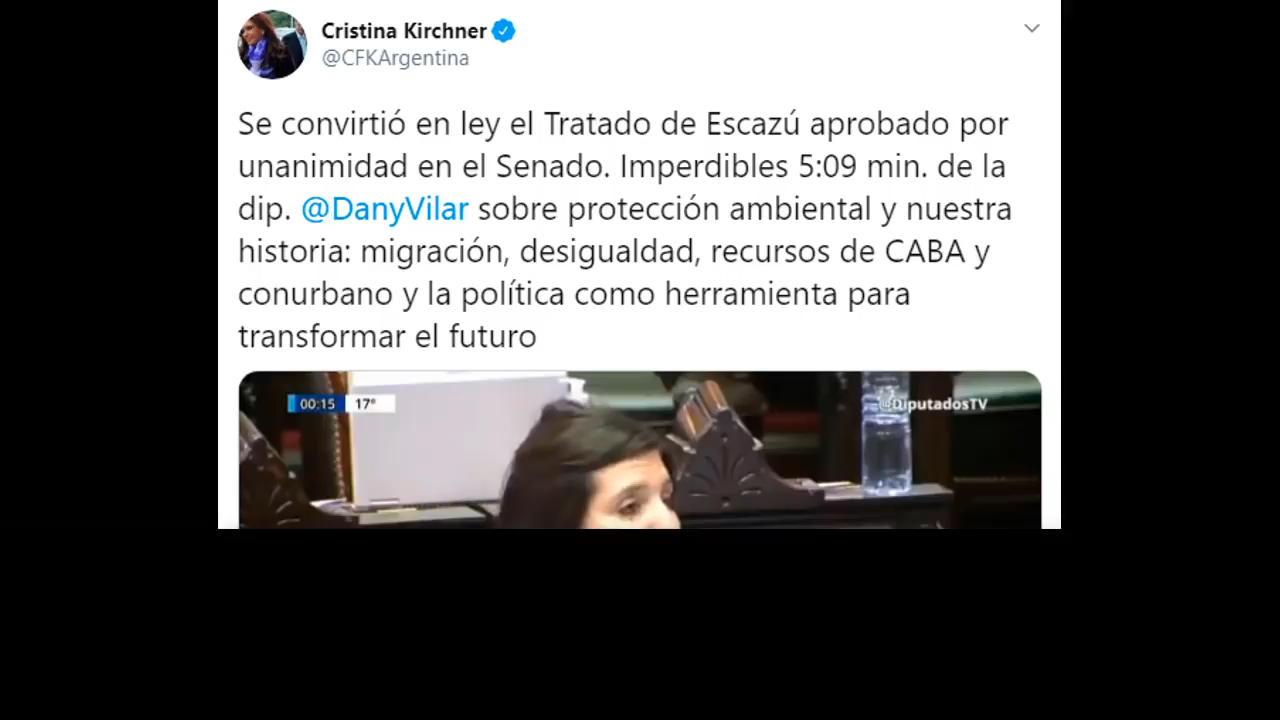 Cristina Kirchner
@CFKArgentina
Se convirtió en ley el Tratado de Escazú aprobado por
unanimidad en el Senado. Imperdibles 5:09 min. de la
dip. @DanyVilar sobre protección ambiental y nuestra
historia: migración, desigualdad, recursos de CABA y
conurbano y la política como herramienta para
transformar el futuro
00:15 17° @DiputadosTV